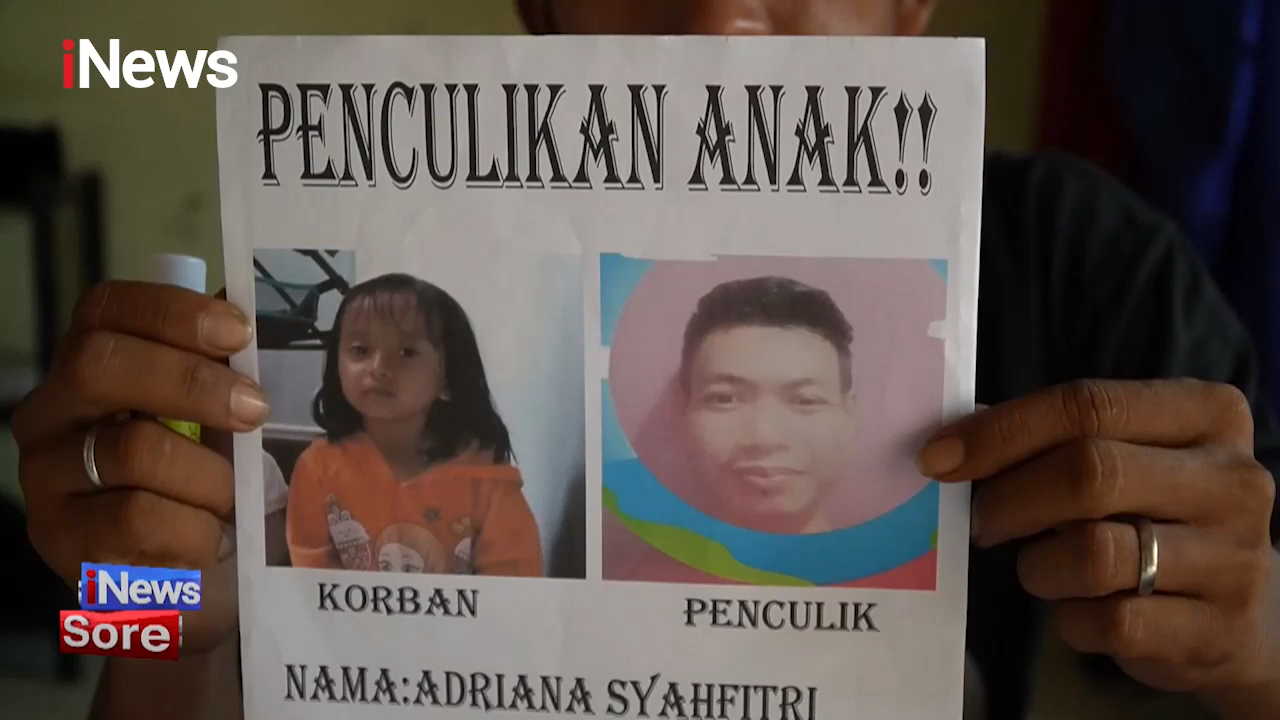 iNews
PENCULIKAN ANAK!!
KORBAN
PENCULIK
NAMA:ADRIANA SYAHFITRI
iNews
Sore